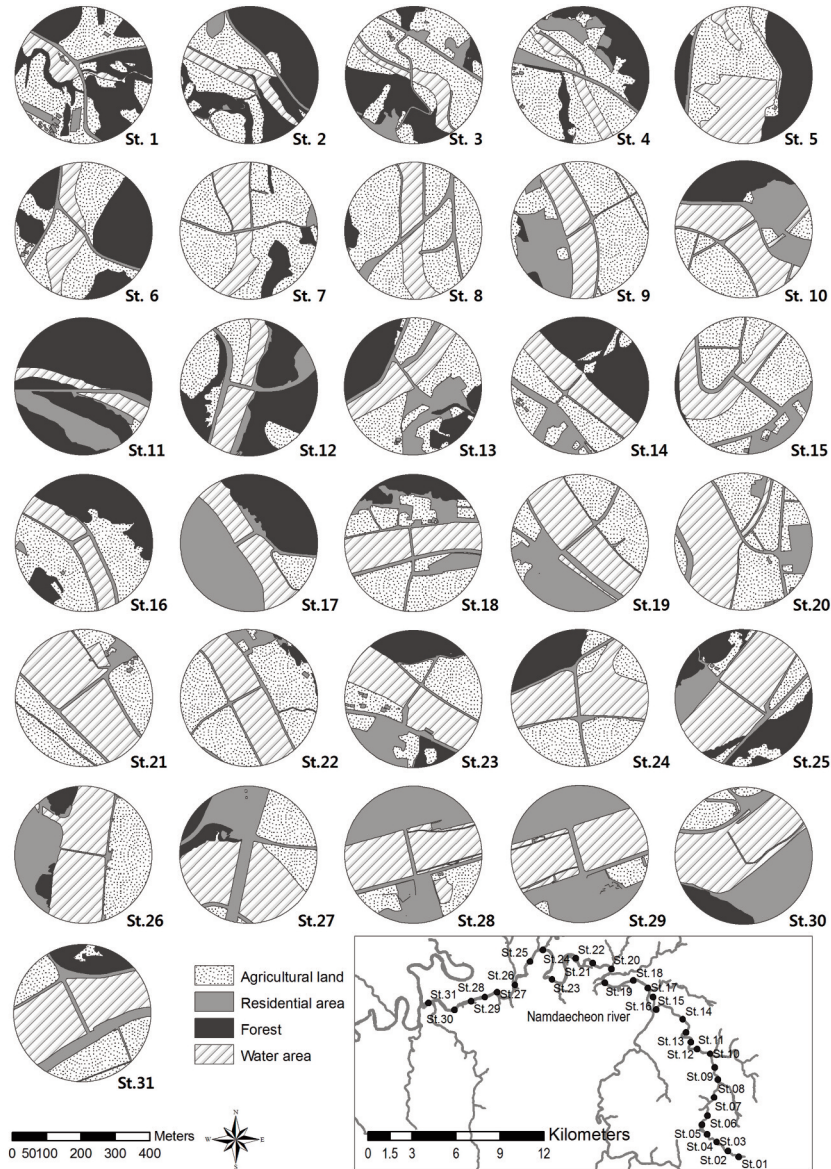 St. 1
St. 2
St. 3
St. 4
St. 5
St. 6
St. 7
St. 8
St. 9
St. 10
St.11
St.12
St.13
St.14
St.15
St.16
St.17
St.18
St.19
St.20
St.21
St.22
St.23
St.24
St.25
St.26
St.27
St.28
St.29
St.30
St.31
Agricultural land
Residential area
Forest
Water area
0 50100 200 300 400 Meters
N
W E
S
St.25
St.24
St.22
St.21
St.20
St.26
St.23
St.18
St.28
St.27
St.19
St.17
St.31
St.15
St.29
St.30
Namdaecheon river
St.16
St.14
St.13
St.11
St.12
St.10
St.09
St.08
St.07
St.06
St.05
St.03
St.04
St.02
St.01
Kilometers
0 1.5 3 6 9 12